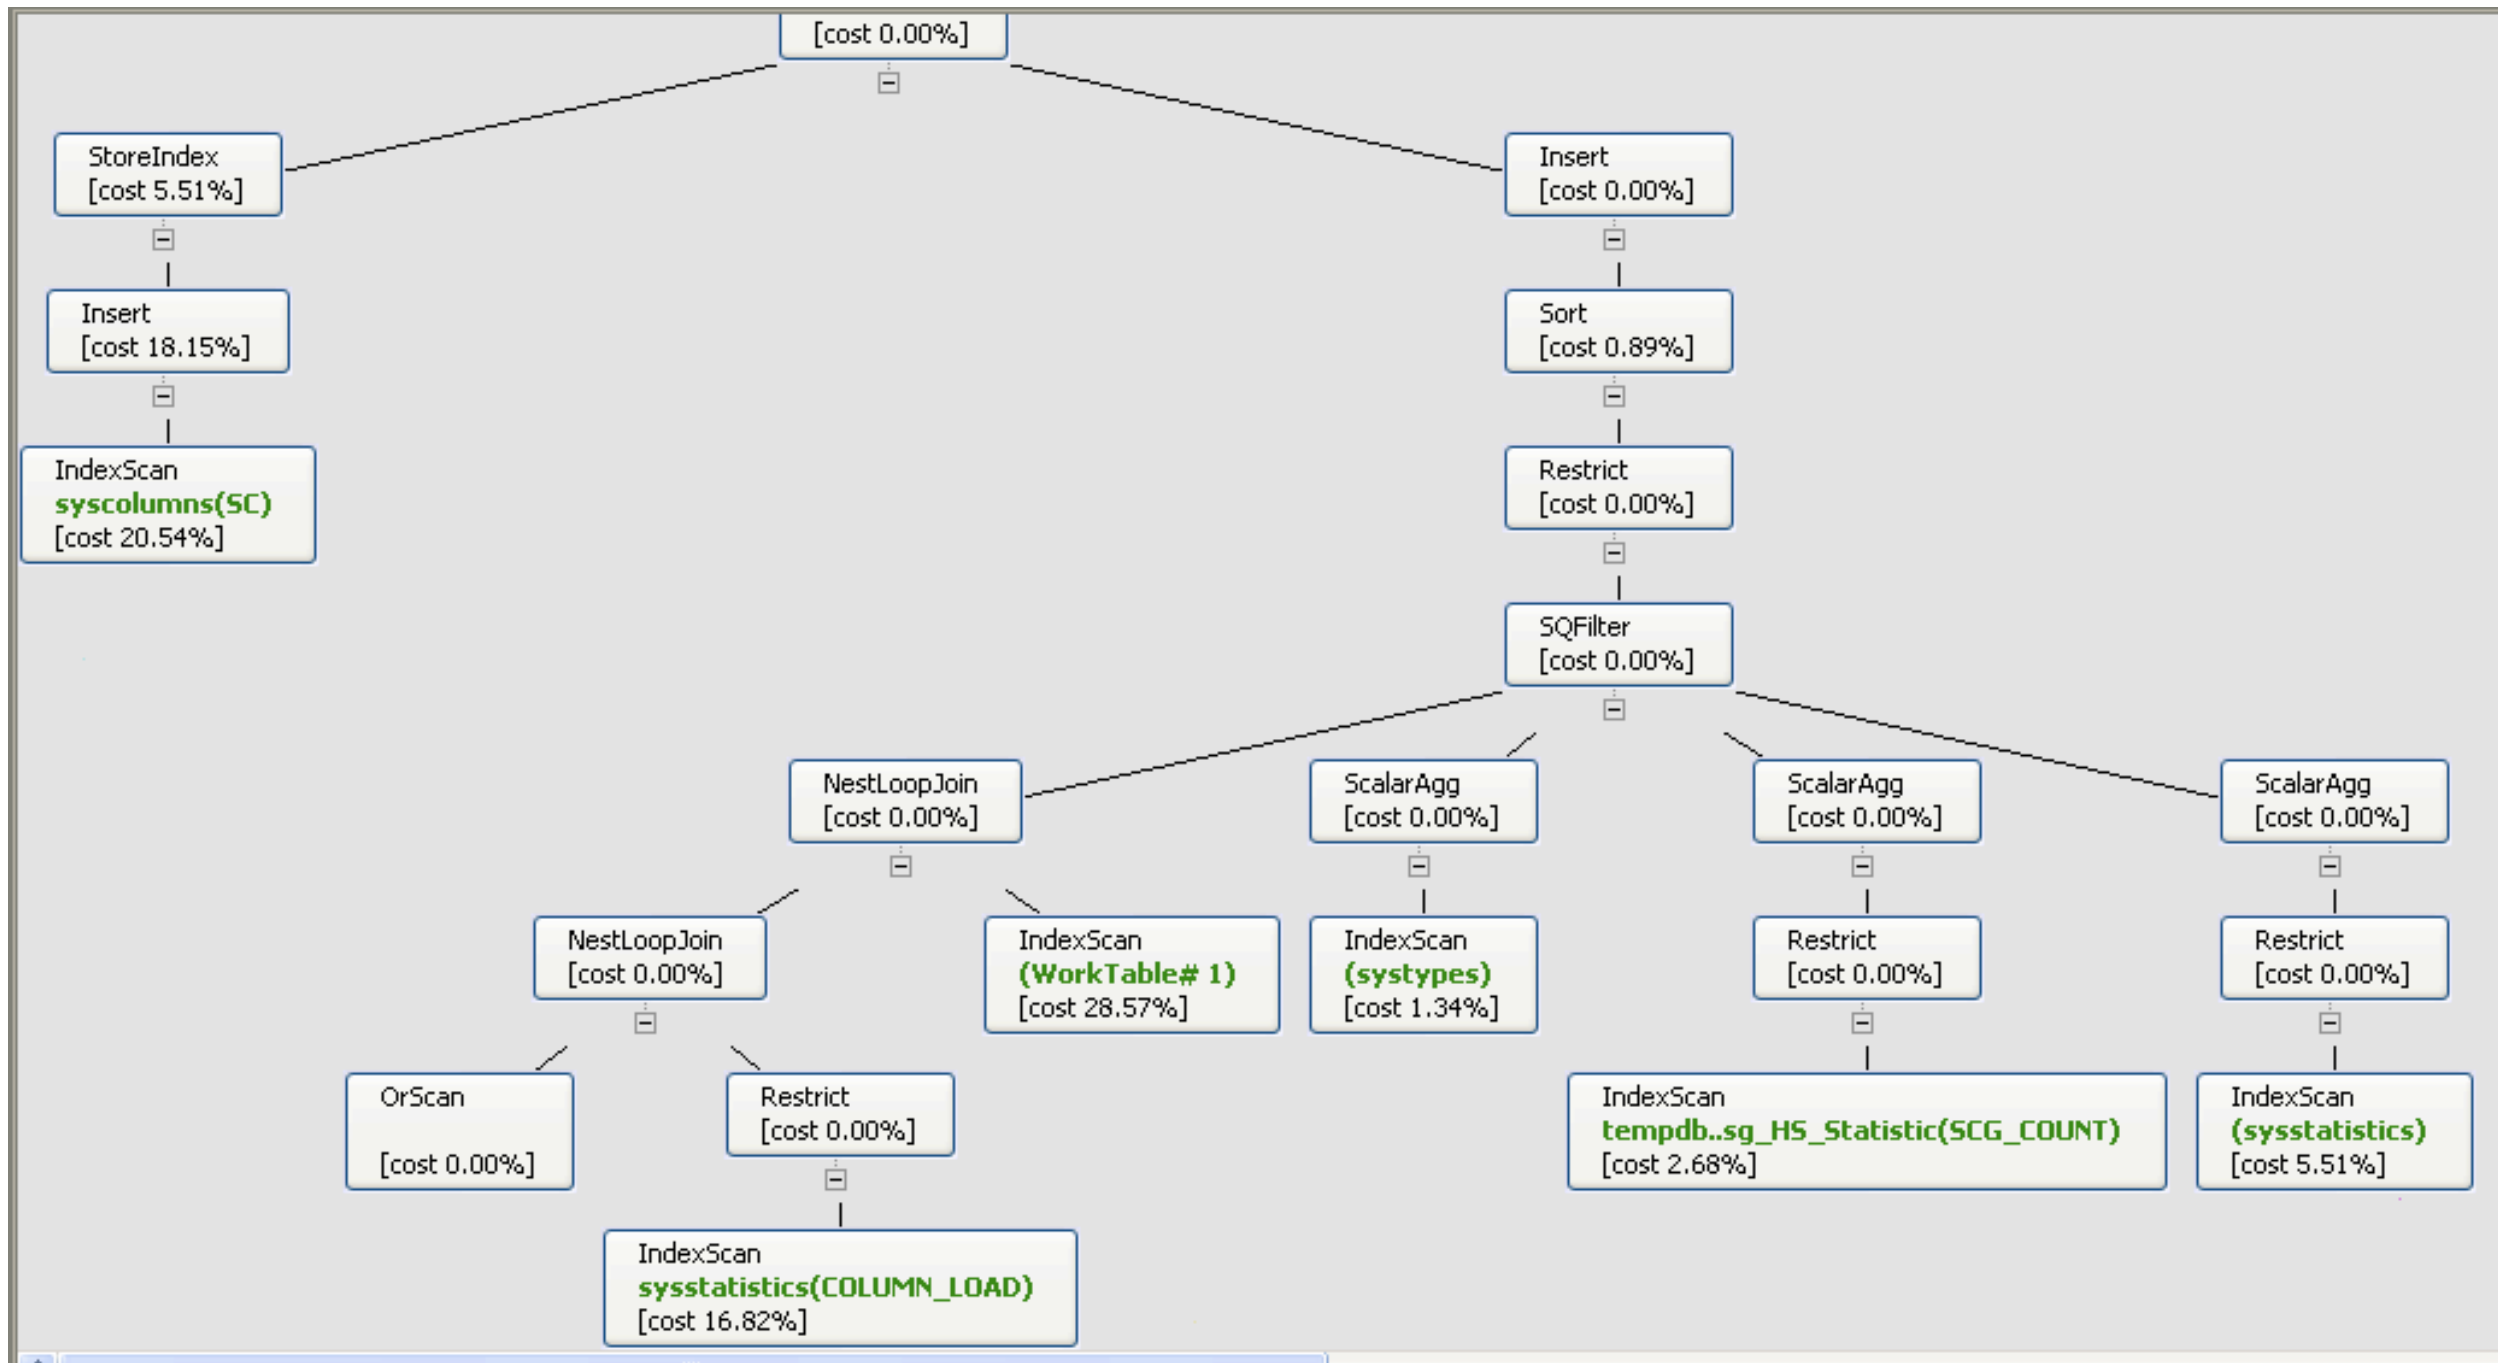 [cost 0.00%]
StoreIndex
[cost 5.51%]
Insert
[cost 0.00%]
Insert
[cost 18.15%]
Sort
[cost 0.89%]
IndexScan
syscolumns(SC)
[cost 20.54%]
Restrict
[cost 0.00%]
SQFilter
[cost 0.00%]
NestLoopJoin
[cost 0.00%]
ScalarAgg
[cost 0.00%]
ScalarAgg
[cost 0.00%]
ScalarAgg
[cost 0.00%]
NestLoopJoin
[cost 0.00%]
IndexScan
(WorkTable# 1)
[cost 28.57%]
IndexScan
(systypes)
[cost 1.34%]
Restrict
[cost 0.00%]
Restrict
[cost 0.00%]
OrScan
[cost 0.00%]
Restrict
[cost 0.00%]
IndexScan
tempdb..sg_HS_Statistic(SCG_COUNT)
[cost 2.68%]
IndexScan
(sysstatistics)
[cost 5.51%]
IndexScan
sysstatistics(COLUMN_LOAD)
[cost 16.82%]